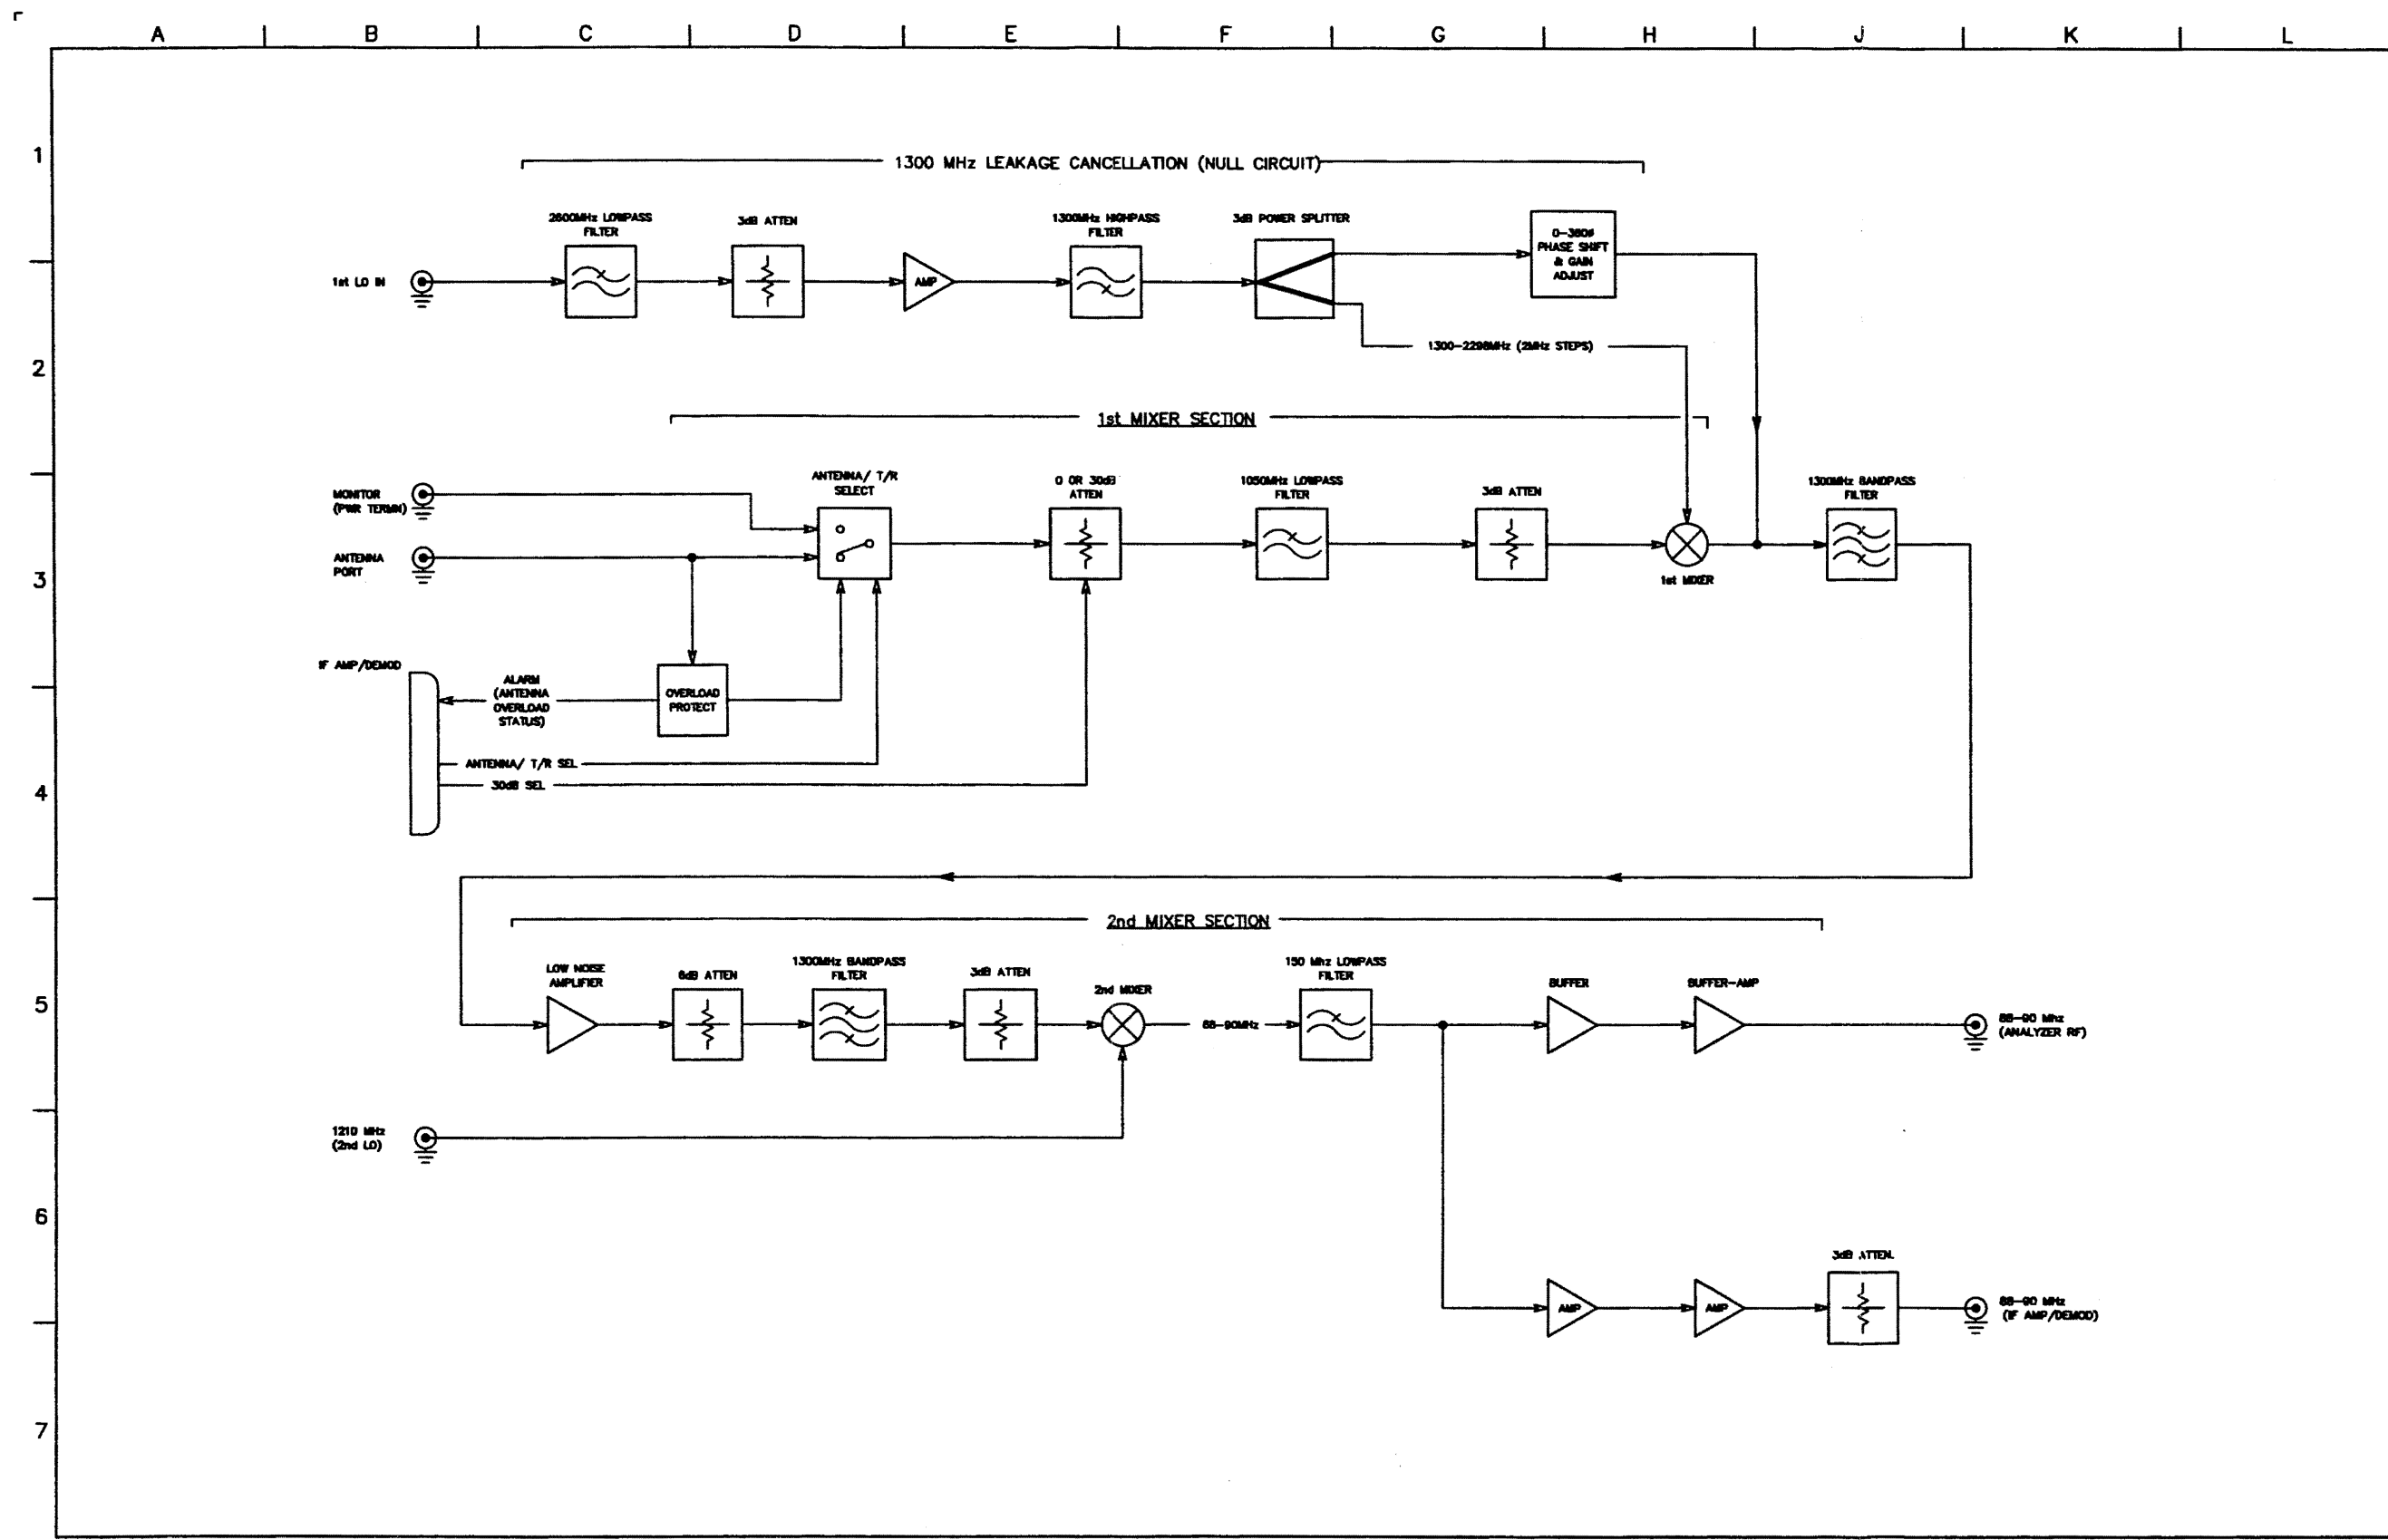 A B C D E F G H J K L
1
1300 MHz LEAKAGE CANCELLATION (NULL CIRCUIT)
2600MHz LOWPASS
FILTER
3dB ATTEN
1300MHz HIGHPASS
FILTER
3dB POWER SPLITTER
0-360ø
PHASE SHIFT
& GAIN
ADJUST
1st LO IN
AMP
1300-2298MHz (2MHz STEPS)
2
1st MIXER SECTION
MONITOR
(PWR TERMN)
ANTENNA/ T/R
SELECT
0 OR 30dB
ATTEN
1050MHz LOWPASS
FILTER
3dB ATTEN
1300MHz BANDPASS
FILTER
ANTENNA
PORT
3
1st MIXER
IF AMP/DEMOD
ALARM
(ANTENNA
OVERLOAD
STATUS)
OVERLOAD
PROTECT
ANTENNA/ T/R SEL
30dB SEL
4
2nd MIXER SECTION
LOW NOISE
AMPLIFIER
6dB ATTEN
1300MHz BANDPASS
FILTER
3dB ATTEN
2nd MIXER
150 Mhz LOWPASS
FILTER
BUFFER
BUFFER-AMP
5
88-90MHz
88-90 Mhz
(ANALYZER RF)
1210 MHz
(2nd LO)
6
3dB ATTEN.
AMP
AMP
88-90 MHz
(IF AMP/DEMOD)
7